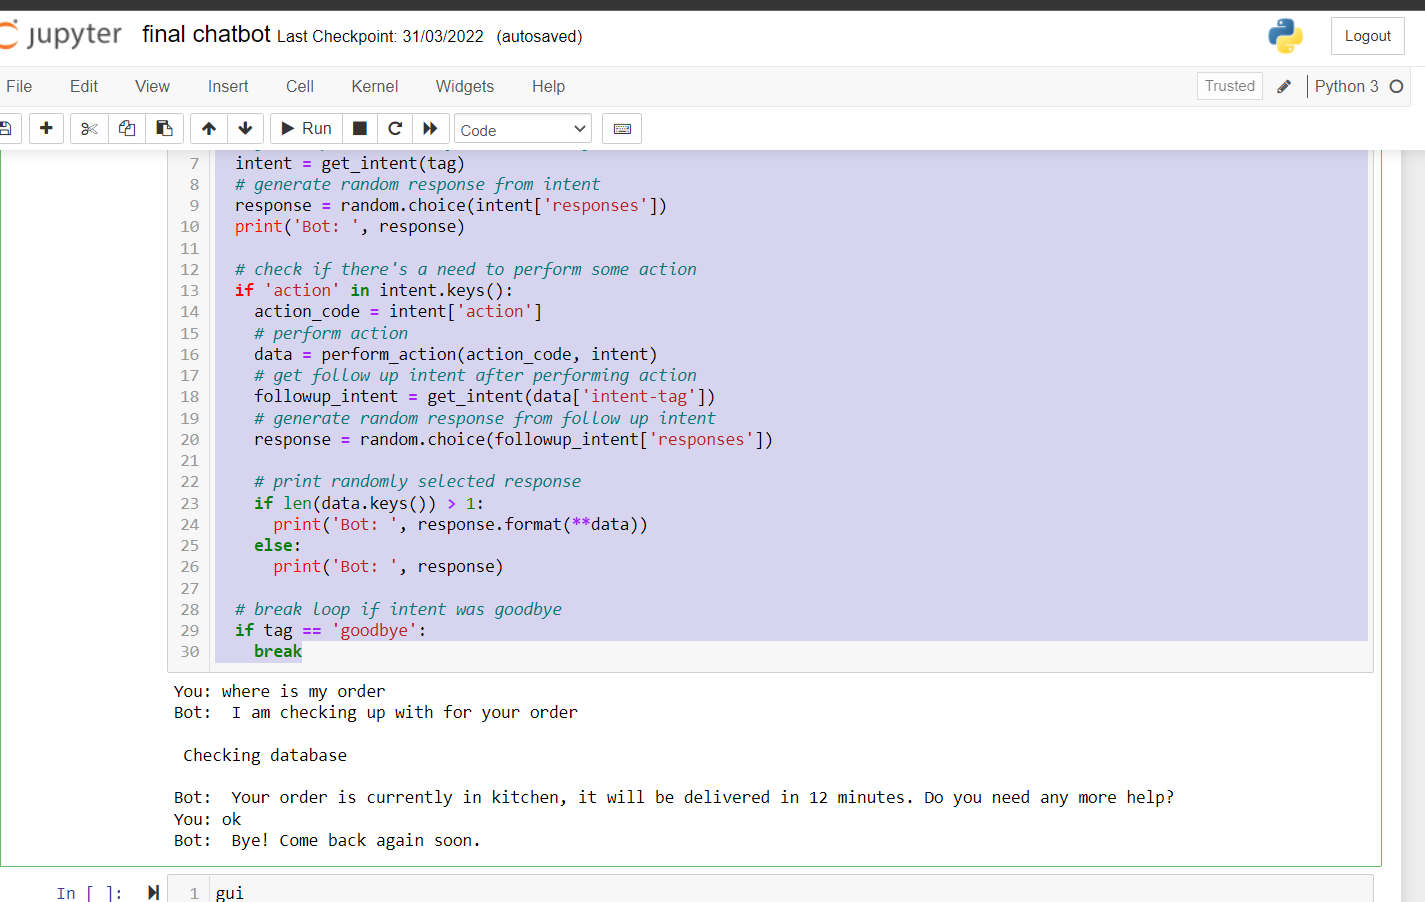 jupyter final chatbot Last Checkpoint: 31/03/2022 (autosaved) Logout
File Edit View Insert Cell Kernel Widgets Help Trusted Python 3
Run Code
7 intent = get_intent(tag)
8 # generate random response from intent
9 response = random.choice(intent['responses'])
10 print('Bot: ', response)
11
12 # check if there's a need to perform some action
13 if 'action' in intent.keys():
14 action_code = intent['action']
15 # perform action
16 data = perform_action(action_code, intent)
17 # get follow up intent after performing action
18 followup_intent = get_intent(data['intent-tag'])
19 # generate random response from follow up intent
20 response = random.choice(followup_intent['responses'])
21
22 # print randomly selected response
23 if len(data.keys()) > 1:
24 print('Bot: ', response.format(**data))
25 else:
26 print('Bot: ', response)
27
28 # break loop if intent was goodbye
29 if tag == 'goodbye':
30 break
You: where is my order
Bot:  I am checking up with for your order
Checking database
Bot:  Your order is currently in kitchen, it will be delivered in 12 minutes. Do you need any more help?
You: ok
Bot:  Bye! Come back again soon.
In [ ]: 1 gui